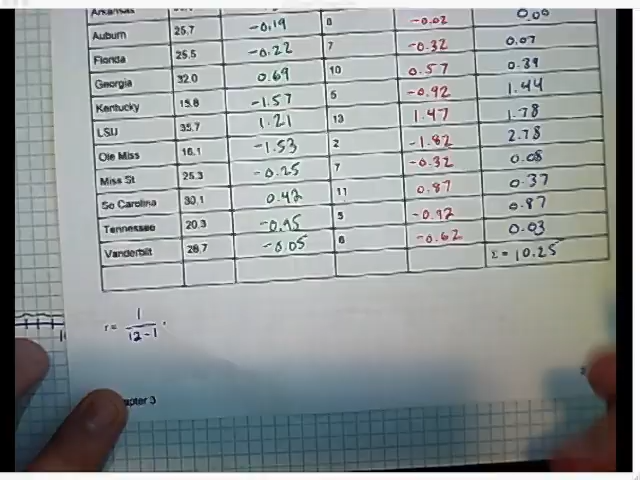 Arkansas -0.02 0.00
Auburn 25.7 -0.19 8
Florida 25.5 -0.22 7 -0.32 0.07
Georgia 32.0 0.69 10 0.57 0.39
Kentucky 15.8 -1.57 5 -0.92 1.44
LSU 35.7 1.21 13 1.47 1.78
Ole Miss 16.1 -1.53 2 -1.82 2.78
Miss St 25.3 -0.25 7 -0.32 0.08
So Carolina 30.1 0.42 11 0.87 0.37
Tennessee 20.3 -0.95 5 -0.92 0.87
Vanderbilt 26.7 -0.05 6 -0.62 0.03
Σ = 10.25
r = 1
12-1
apter 3